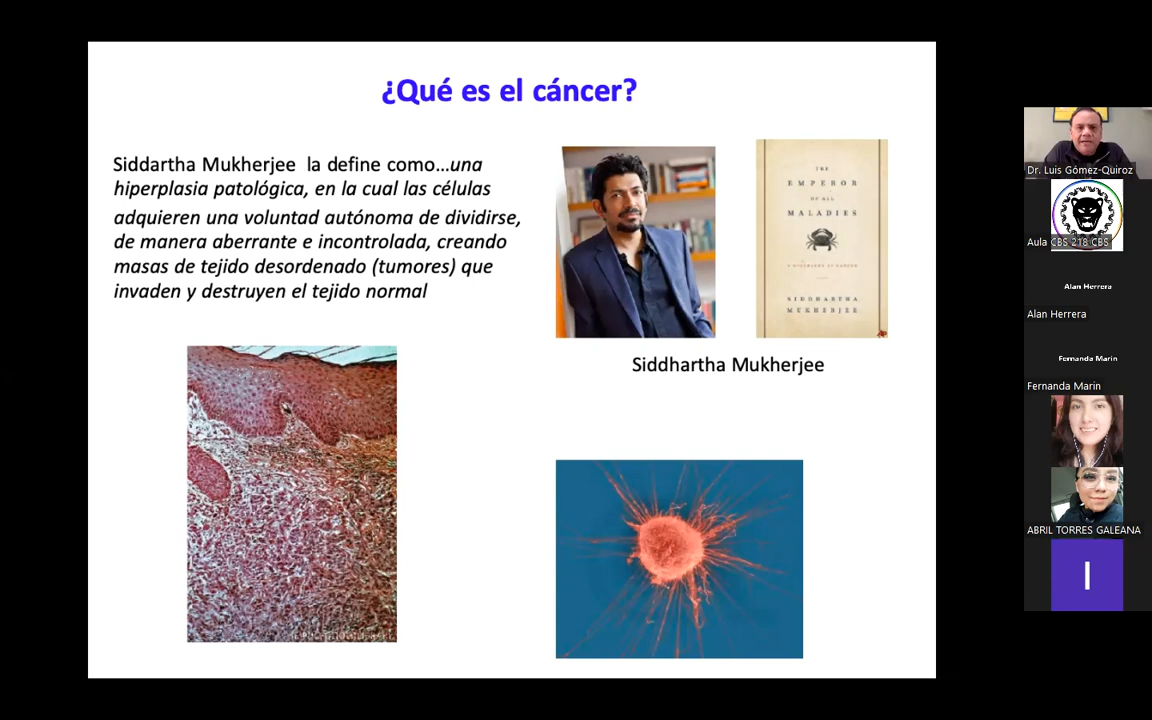 ¿Qué es el cáncer?
Siddartha Mukherjee  la define como...una
hiperplasia patológica, en la cual las células
adquieren una voluntad autónoma de dividirse,
de manera aberrante e incontrolada, creando
masas de tejido desordenado (tumores) que
invaden y destruyen el tejido normal
THE
EMPEROR
OF ALL
MALADIES
A BIOGRAPHY OF CANCER
SIDDHARTHA
MUKHERJEE
Siddhartha Mukherjee
Dr. Luis Gómez-Quiroz
Aula CBS 218 CBS
Alan Herrera
Alan Herrera
Fernanda Marin
Fernanda Marin
ABRIL TORRES GALEANA
I